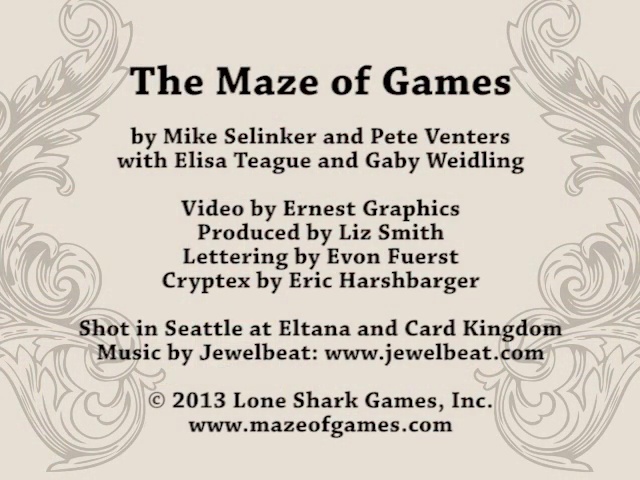 The Maze of Games
by Mike Selinker and Pete Venters
with Elisa Teague and Gaby Weidling
Video by Ernest Graphics
Produced by Liz Smith
Lettering by Evon Fuerst
Cryptex by Eric Harshbarger
Shot in Seattle at Eltana and Card Kingdom
Music by Jewelbeat: www.jewelbeat.com
© 2013 Lone Shark Games, Inc.
www.mazeofgames.com